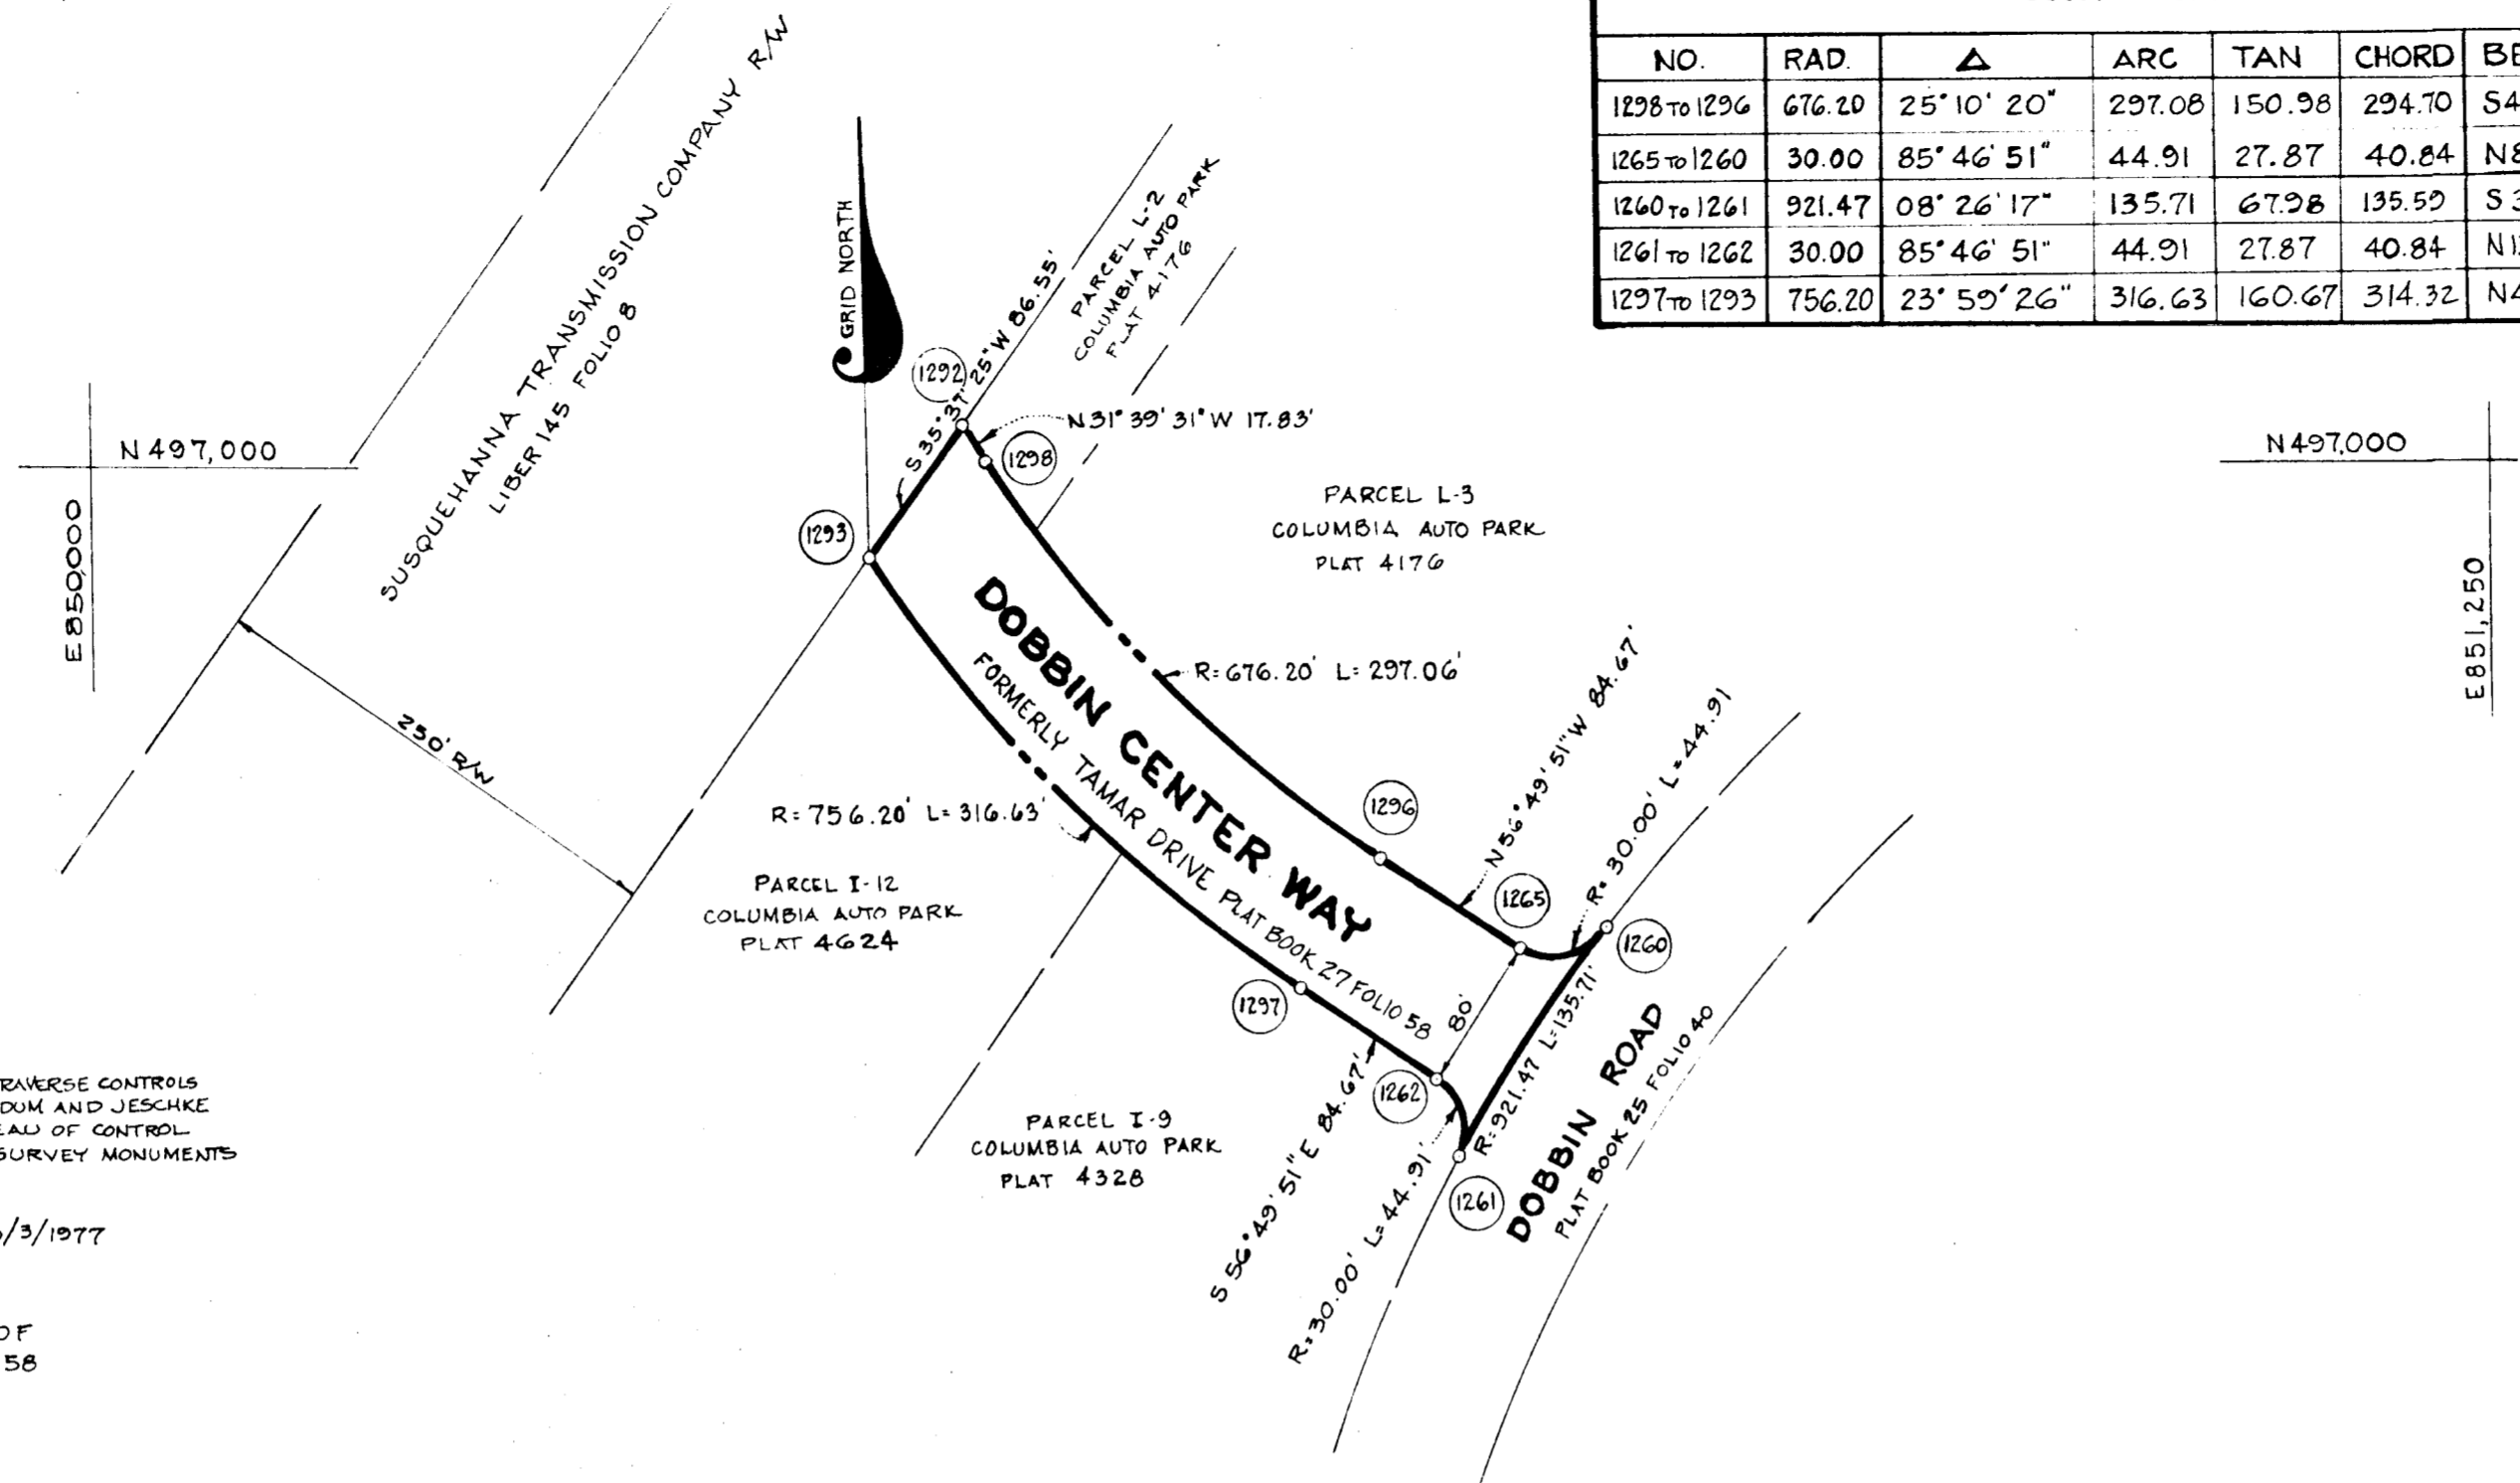 NO. RAD. Δ ARC TAN CHORD
1298 TO 1296 676.20 25° 10' 20" 297.08 150.98 294.70 S4
1265 TO 1260 30.00 85° 46' 51" 44.91 27.87 40.84 N8
1260 TO 1261 921.47 08° 26' 17" 135.71 67.98 135.59 S3
1261 TO 1262 30.00 85° 46' 51" 44.91 27.87 40.84 N1
1297 TO 1293 756.20 23° 59' 26" 316.63 160.67 314.32 N4
SUSQUEHANNA TRANSMISSION COMPANY R/W
LIBER 145 FOLIO 8
GRID NORTH
PARCEL L-2
COLUMBIA AUTO PARK
PLAT 4176
1292
S 35° 37' 25" W 86.55'
N 31° 39' 31" W 17.83'
1298
1293
N 497,000
E 850,000
N 497,000
E 851,250
PARCEL L-3
COLUMBIA AUTO PARK
PLAT 4176
R= 676.20' L= 297.06'
DOBBIN CENTER WAY
FORMERLY TAMAR DRIVE PLAT BOOK 27 FOLIO 58
250' R/W
R= 756.20' L= 316.63'
PARCEL I-12
COLUMBIA AUTO PARK
PLAT 4624
1296
N 56° 49' 51" W 84.67'
1265
R= 30.00' L= 44.91
1260
80'
1297
1262
S 56° 49' 51" E 84.67'
R= 921.47 L= 135.71'
DOBBIN ROAD
PLAT BOOK 25 FOLIO 40
1261
R= 30.00' L= 44.91'
PARCEL I-9
COLUMBIA AUTO PARK
PLAT 4328
RAVERSE CONTROLS
DUM AND JESCHKE
EAU OF CONTROL
SURVEY MONUMENTS
/3/1977
OF
58